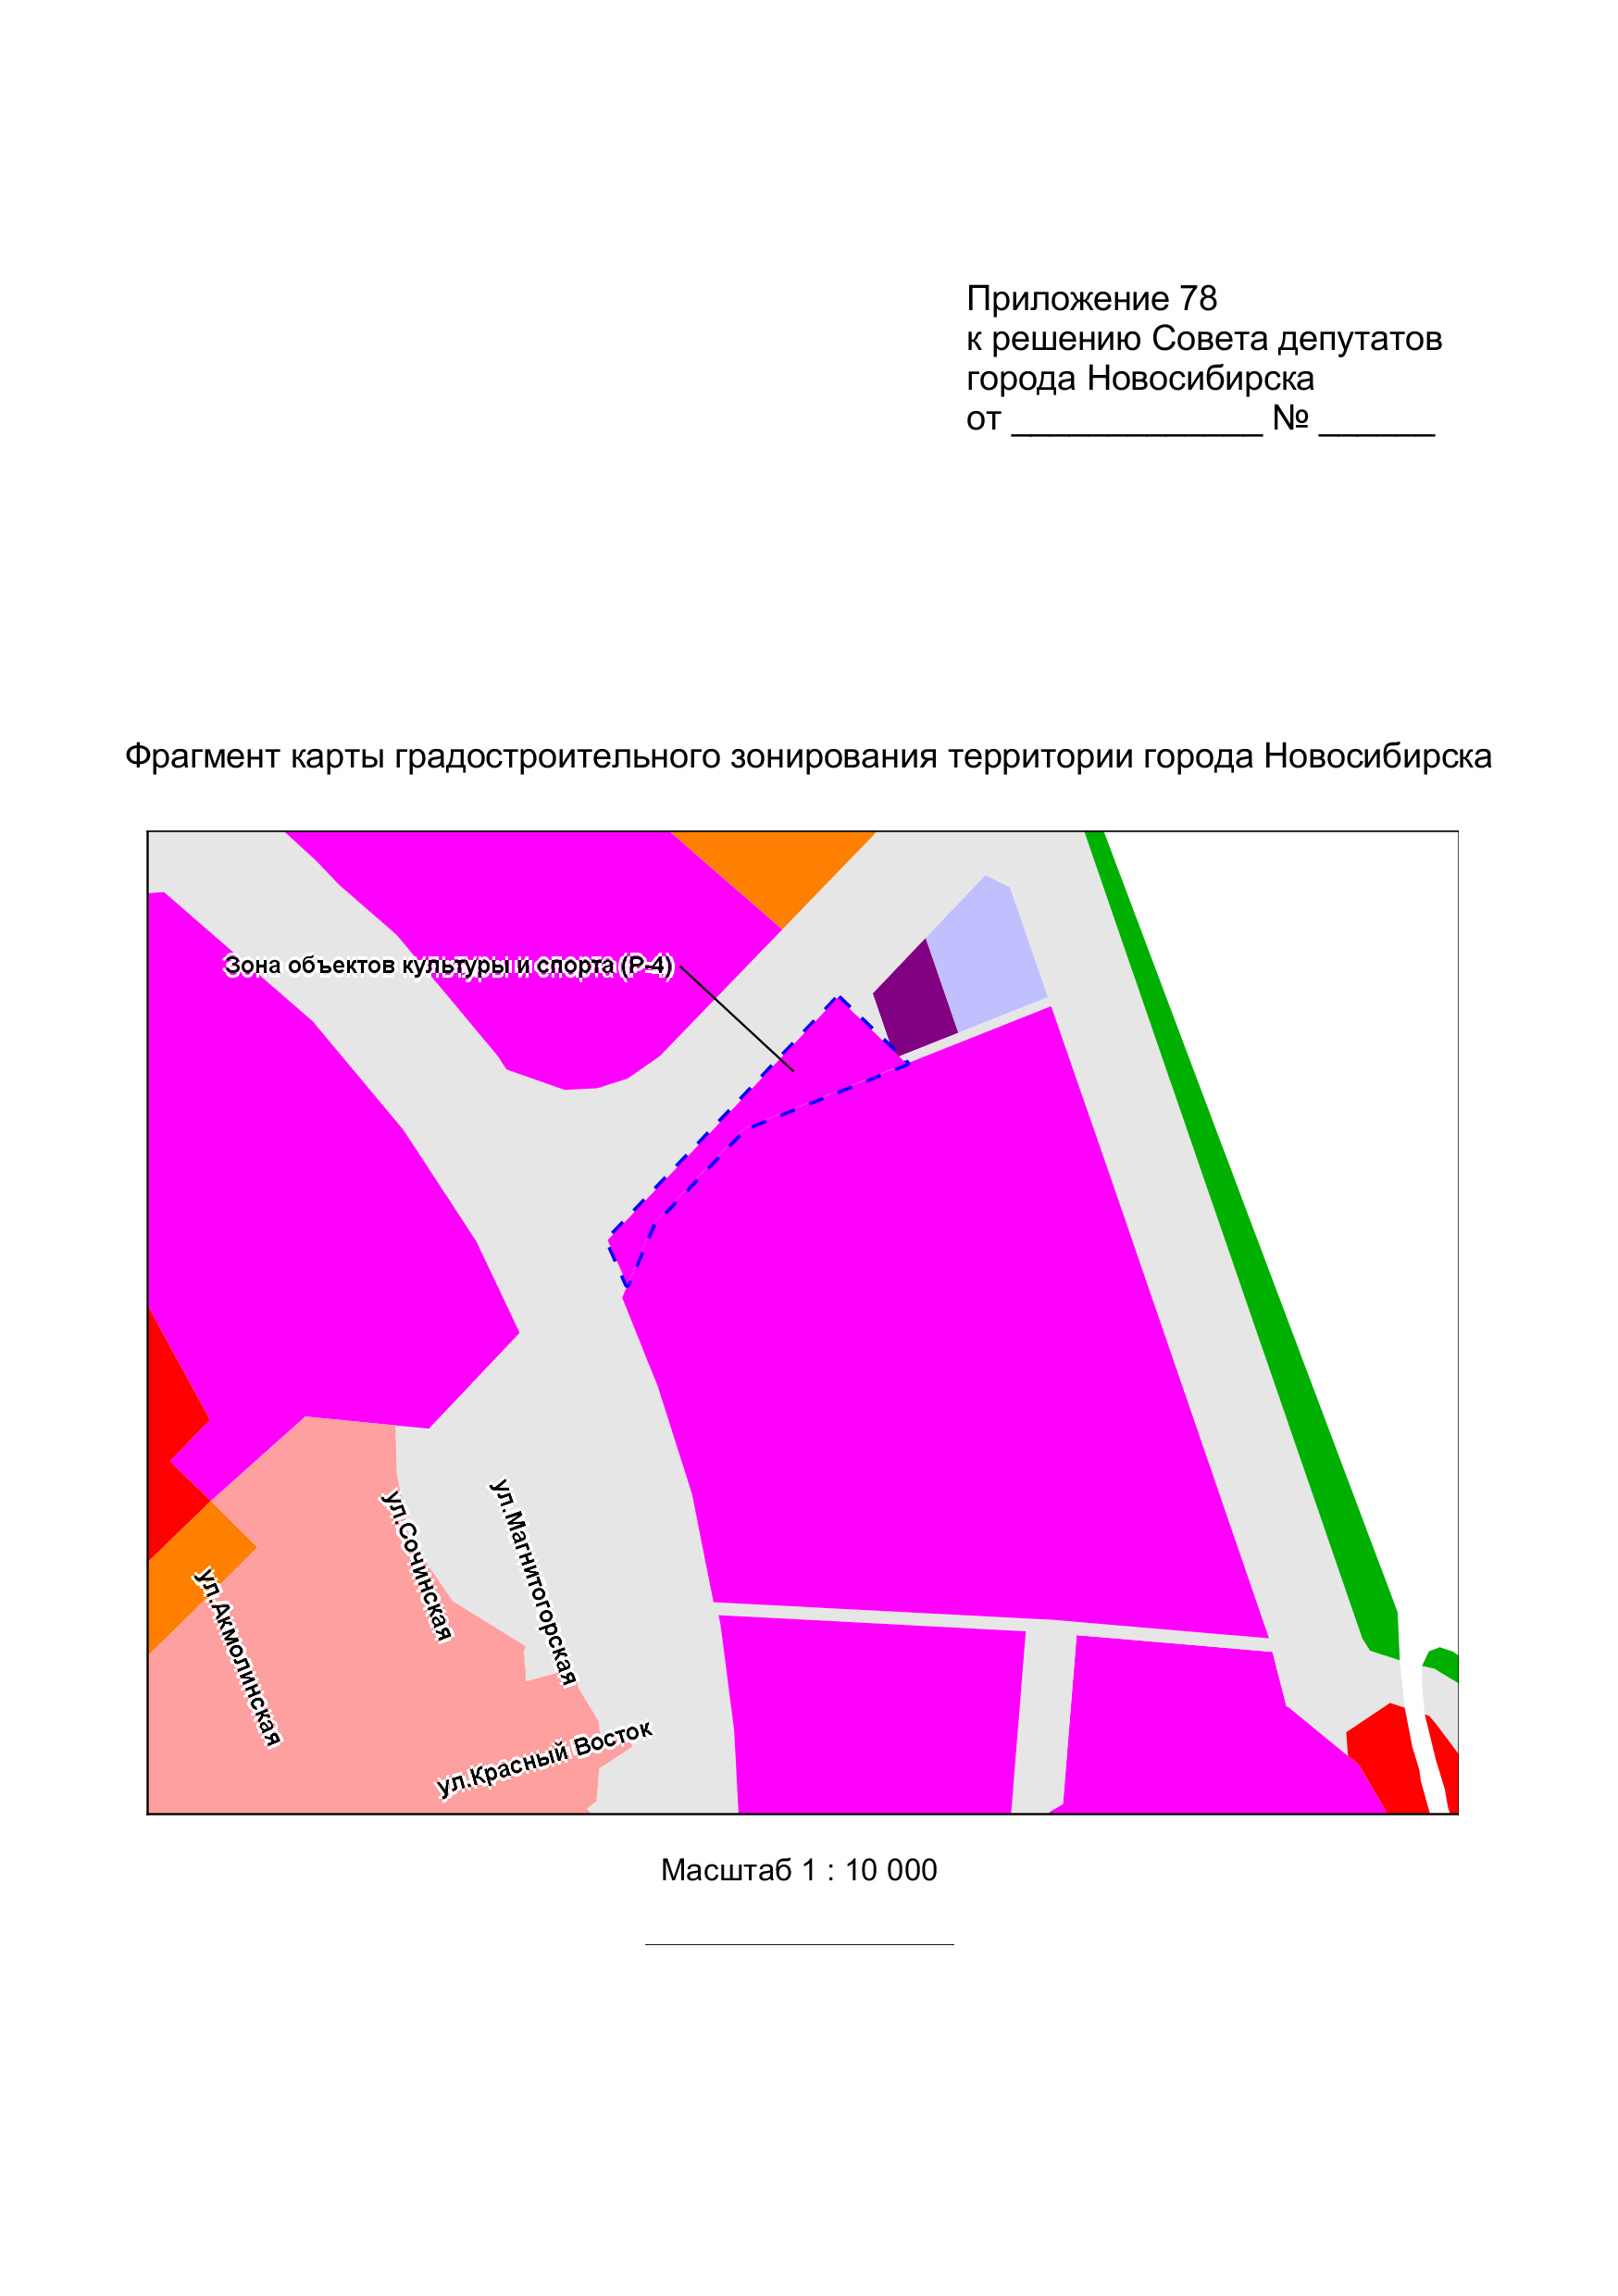 Приложение 78
к решению Совета депутатов
города Новосибирска
от _____________ № ______
Фрагмент карты градостроительного зонирования территории города Новосибирска
Зона объектов культуры и спорта (Р-4)
ул.Сочинская
ул.Магнитогорская
ул.Акмолинская
ул.Красный Восток
Масштаб 1 : 10 000